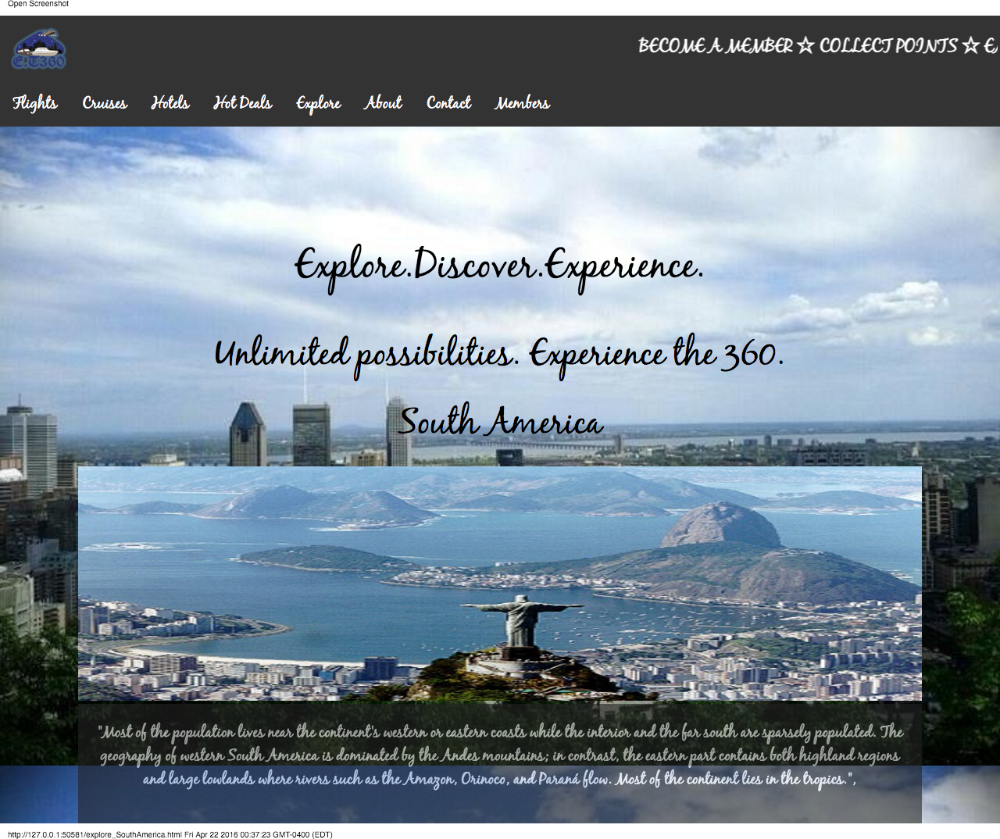 Open Screenshot
E.T360
BECOME A MEMBER ☆ COLLECT POINTS ☆
Flights Cruises Hotels Hot Deals Explore About Contact Members
Explore.Discover.Experience.
Unlimited possibilities. Experience the 360.
South America
"Most of the population lives near the continent's western or eastern coasts while the interior and the far south are sparsely populated. The
geography of western South America is dominated by the Andes mountains; in contrast, the eastern part contains both highland regions
and large lowlands where rivers such as the Amazon, Orinoco, and Paraná flow. Most of the continent lies in the tropics.",
http://127.0.0.1:50581/explore_SouthAmerica.html Fri Apr 22 2016 00:37:23 GMT-0400 (EDT)